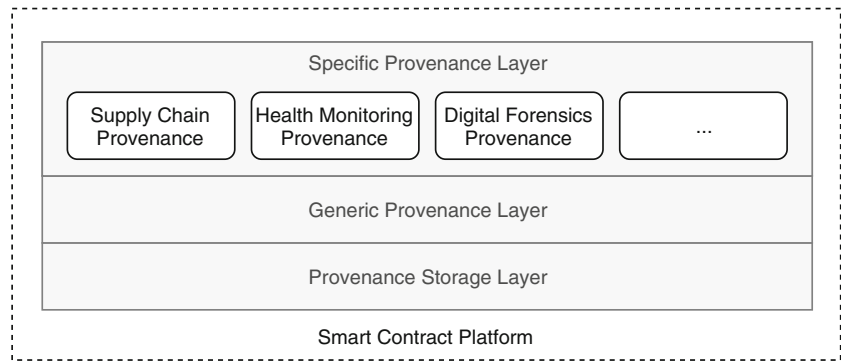 Specific Provenance Layer
Supply Chain
Provenance
Health Monitoring
Provenance
Digital Forensics
Provenance
...
Generic Provenance Layer
Provenance Storage Layer
Smart Contract Platform